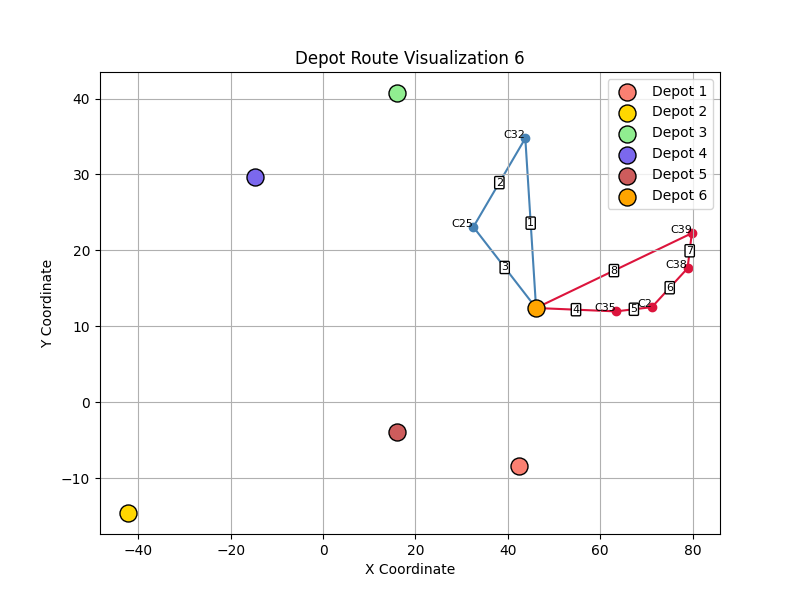 Depot Route Visualization 6
Depot 1
Depot 2
Depot 3
Depot 4
Depot 5
Depot 6
40
30
20
10
0
−10
Y Coordinate
C32
2
1
C25
3
C39
7
C38
8
6
C2
C35
5
4
−40
−20
0
20
40
60
80
X Coordinate